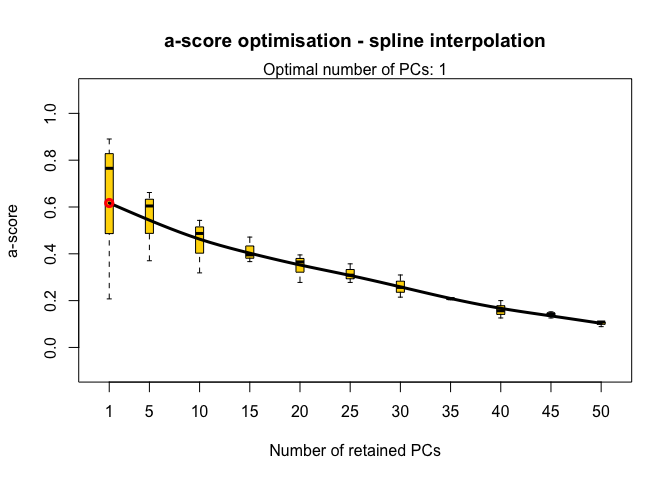 a-score optimisation - spline interpolation
Optimal number of PCs: 1
a-score
1.0
0.8
0.6
0.4
0.2
0.0
1 5 10 15 20 25 30 35 40 45 50
Number of retained PCs